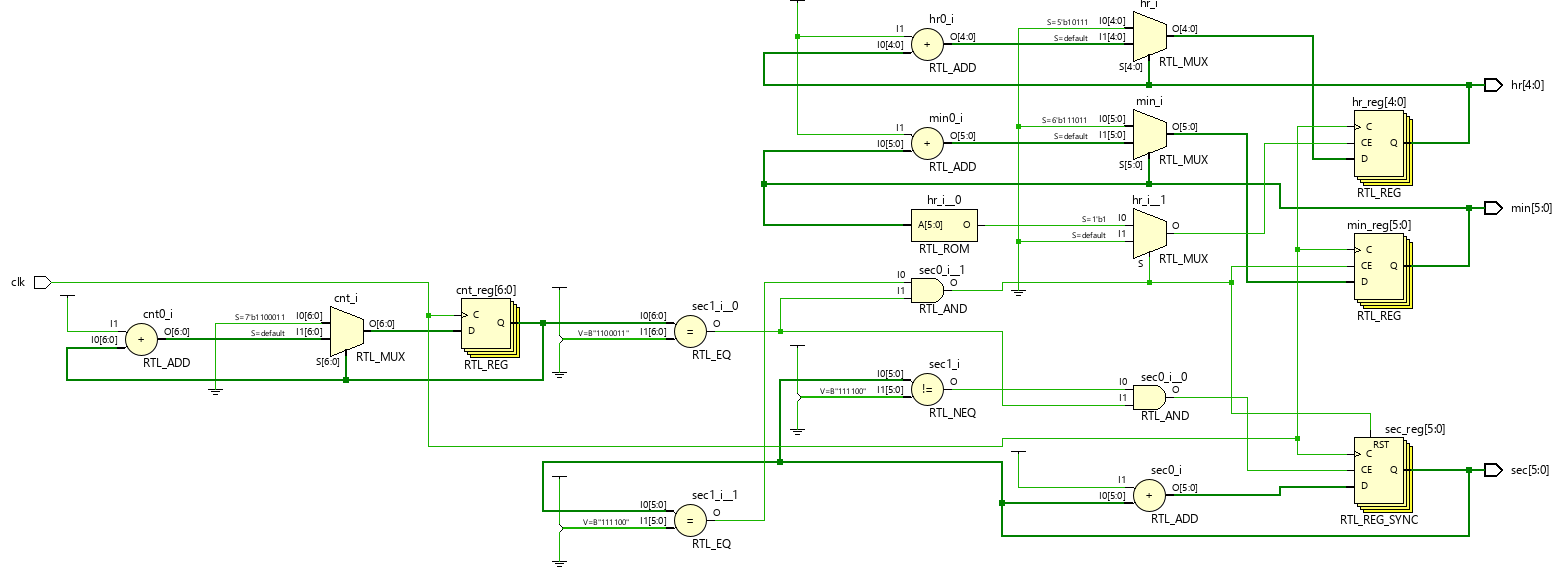 hr_i
hr0_i
S=5'b10111
I0[4:0]
I1
O[4:0]
O[4:0]
S=default
I1[4:0]
I0[4:0]
+
RTL_MUX
RTL_ADD
S[4:0]
hr[4:0]
hr_reg[4:0]
min_i
min0_i
S=6'b111011
I0[5:0]
I1
O[5:0]
O[5:0]
C
S=default
I1[5:0]
CE
Q
I0[5:0]
+
D
RTL_MUX
RTL_ADD
S[5:0]
RTL_REG
hr_i__0
hr_i__1
min[5:0]
S=1'b1
I0
A[5:0]
O
O
min_reg[5:0]
S=default
I1
RTL_ROM
C
RTL_MUX
S
CE
Q
sec0_i__1
D
I0
O
clk
I1
cnt_reg[6:0]
cnt_i
RTL_AND
RTL_REG
sec1_i__0
cnt0_i
S=7'b1100011
I0[6:0]
C
Q
I0[6:0]
I1
O[6:0]
O[6:0]
O
S=default
I1[6:0]
D
V=B"1100011"
I1[6:0]
=
I0[6:0]
+
RTL_MUX
RTL_EQ
RTL_ADD
S[6:0]
RTL_REG
sec1_i
sec0_i__0
I0[5:0]
O
I0
O
V=B"111100"
I1[5:0]
!=
I1
RTL_NEQ
RTL_AND
sec_reg[5:0]
RST
C
sec0_i
CE
Q
sec[5:0]
I1
O[5:0]
D
I0[5:0]
+
sec1_i__1
I0[5:0]
O
RTL_ADD
RTL_REG_SYNC
V=B"111100"
I1[5:0]
=
RTL_EQ